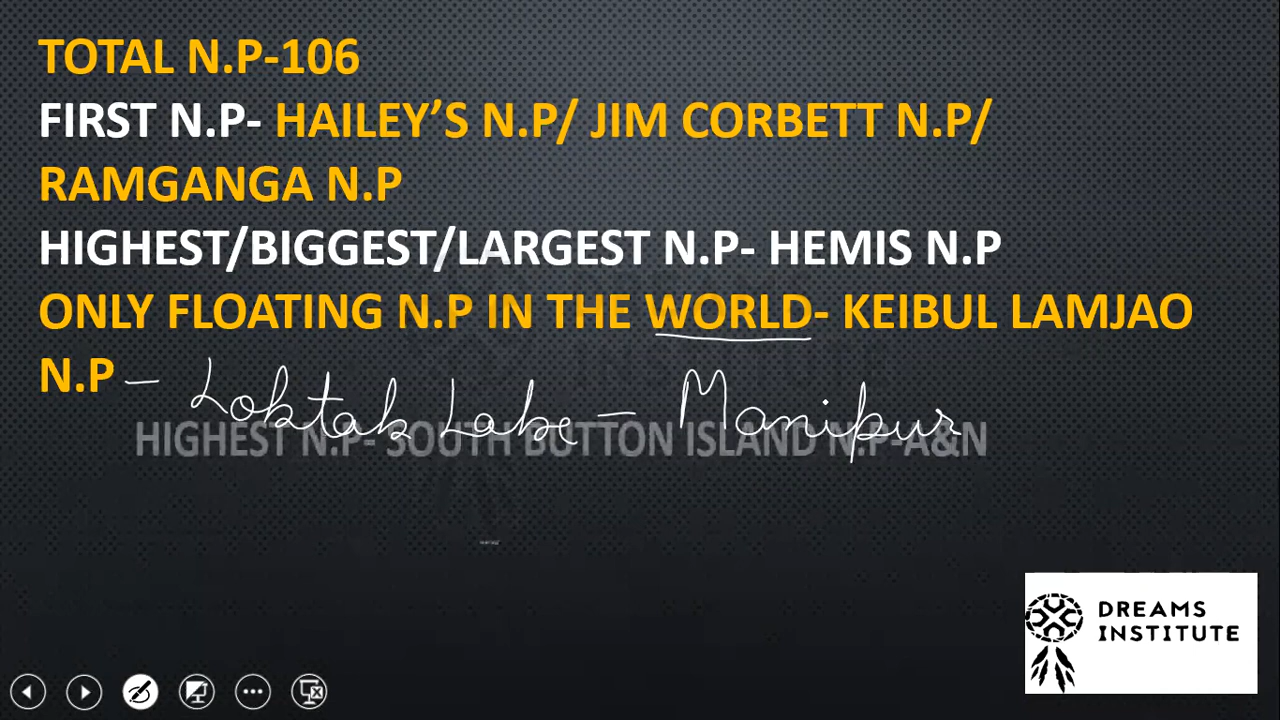 TOTAL N.P-106
FIRST N.P- HAILEY’S N.P/ JIM CORBETT N.P/
RAMGANGA N.P
HIGHEST/BIGGEST/LARGEST N.P- HEMIS N.P
ONLY FLOATING N.P IN THE WORLD- KEIBUL LAMJAO
N.P – Loktak Lake – Manipur
HIGHEST N.P- SOUTH BUTTON ISLAND N.P-A&N
DREAMS
INSTITUTE